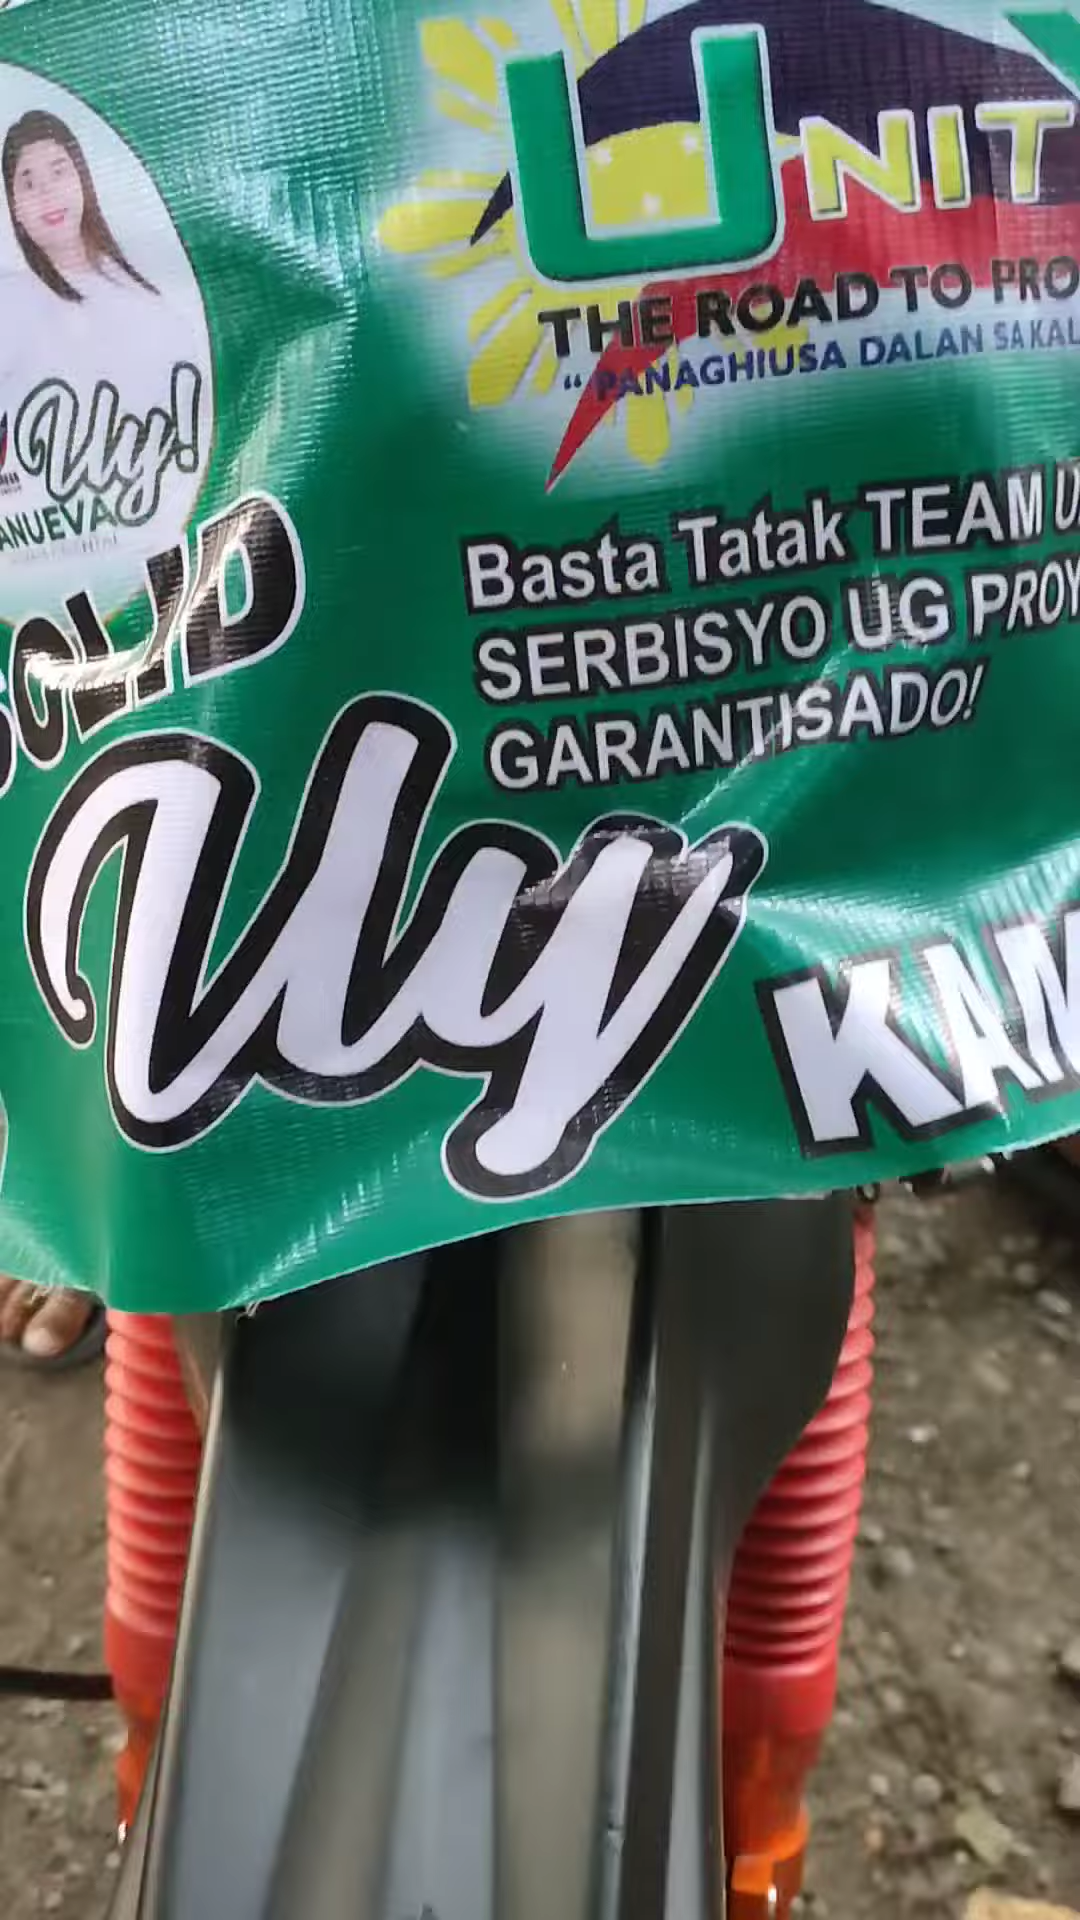 UNIT
THE ROAD TO PRO
“ PANAGHIUSA DALAN SA KAL
Uy!
ANUEVA
SOLID
Uy
Basta Tatak TEAM U
SERBISYO UG PROY
GARANTISADO!
KAM